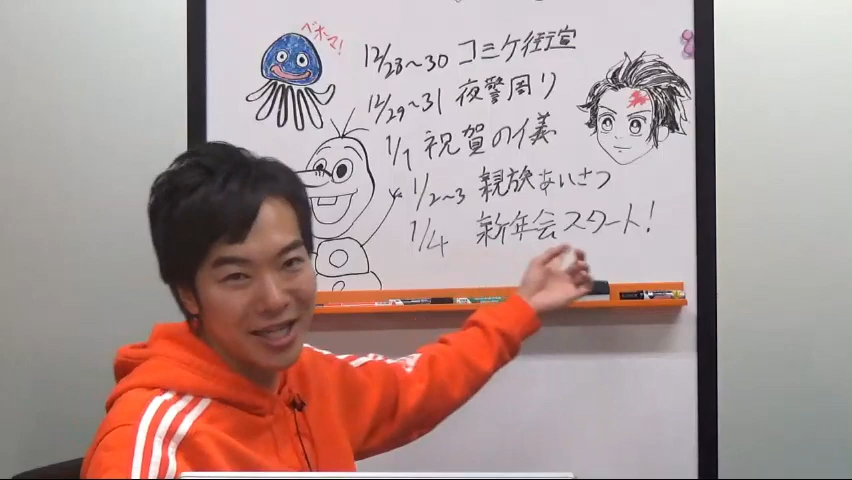 ベホーマ!
12/28~30 コミケ街宣
12/29~31 夜警周り
1/1 祝賀の儀
1/2~3 親族あいさつ
1/4 新年会スタート!